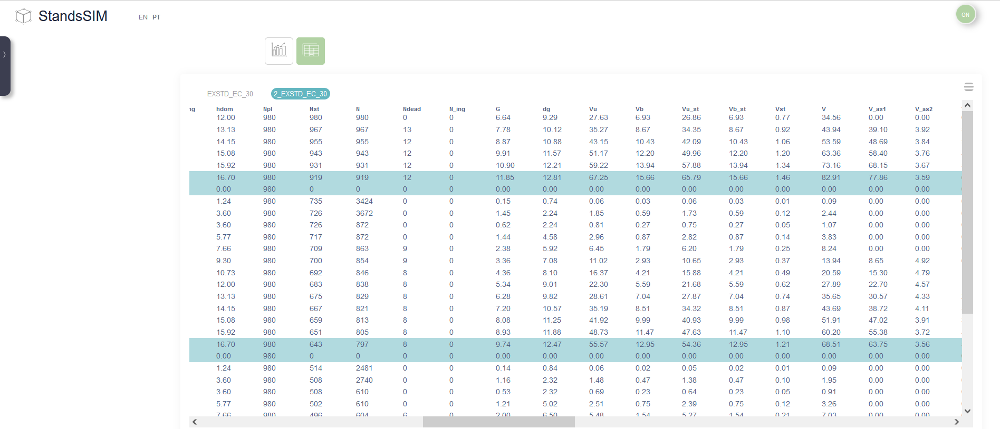 StandsSIM EN PT ON
EXSTD_EC_30 2_EXSTD_EC_30
ng hdom Npl Nst N Ndead N_ing G dg Vu Vb Vu_st Vb_st Vst V V_as1 V_as2
12.00 980 980 980 0 0 6.64 9.29 27.63 6.93 26.86 6.93 0.77 34.56 0.00 0.00
13.13 980 967 967 13 0 7.78 10.12 35.27 8.67 34.35 8.67 0.92 43.94 39.10 3.92
14.15 980 955 955 12 0 8.87 10.88 43.15 10.43 42.09 10.43 1.06 53.59 48.69 3.84
15.08 980 943 943 12 0 9.91 11.57 51.17 12.20 49.96 12.20 1.20 63.36 58.40 3.76
15.92 980 931 931 12 0 10.90 12.21 59.22 13.94 57.88 13.94 1.34 73.16 68.15 3.67
16.70 980 919 919 12 0 11.85 12.81 67.25 15.66 65.79 15.66 1.46 82.91 77.86 3.59
0.00 980 0 0 0 0 0.00 0.00 0.00 0.00 0.00 0.00 0.00 0.00 0.00 0.00
1.24 980 735 3424 0 0 0.15 0.74 0.06 0.03 0.06 0.03 0.01 0.09 0.00 0.00
3.60 980 726 3672 0 0 1.45 2.24 1.85 0.59 1.73 0.59 0.12 2.44 0.00 0.00
3.60 980 726 872 0 0 0.62 2.24 0.81 0.27 0.75 0.27 0.05 1.07 0.00 0.00
5.77 980 717 872 0 0 1.44 4.58 2.96 0.87 2.82 0.87 0.14 3.83 0.00 0.00
7.66 980 709 863 9 0 2.38 5.92 6.45 1.79 6.20 1.79 0.25 8.24 0.00 0.00
9.30 980 700 854 9 0 3.36 7.08 11.02 2.93 10.65 2.93 0.37 13.94 8.65 4.92
10.73 980 692 846 8 0 4.36 8.10 16.37 4.21 15.88 4.21 0.49 20.59 15.30 4.79
12.00 980 683 838 8 0 5.34 9.01 22.30 5.59 21.68 5.59 0.62 27.89 22.70 4.57
13.13 980 675 829 8 0 6.28 9.82 28.61 7.04 27.87 7.04 0.74 35.65 30.57 4.33
14.15 980 667 821 8 0 7.20 10.57 35.19 8.51 34.32 8.51 0.87 43.69 38.72 4.11
15.08 980 659 813 8 0 8.08 11.25 41.92 9.99 40.93 9.99 0.98 51.91 47.02 3.91
15.92 980 651 805 8 0 8.93 11.88 48.73 11.47 47.63 11.47 1.10 60.20 55.38 3.72
16.70 980 643 797 8 0 9.74 12.47 55.57 12.95 54.36 12.95 1.21 68.51 63.75 3.56
0.00 980 0 0 0 0 0.00 0.00 0.00 0.00 0.00 0.00 0.00 0.00 0.00 0.00
1.24 980 514 2481 0 0 0.14 0.84 0.06 0.02 0.05 0.02 0.01 0.09 0.00 0.00
3.60 980 508 2740 0 0 1.16 2.32 1.48 0.47 1.38 0.47 0.10 1.95 0.00 0.00
3.60 980 508 610 0 0 0.53 2.32 0.69 0.23 0.64 0.23 0.05 0.91 0.00 0.00
5.77 980 502 610 0 0 1.21 5.02 2.51 0.75 2.39 0.75 0.12 3.26 0.00 0.00
7.66 980 496 604 6 0 2.00 6.50 5.48 1.54 5.27 1.54 0.21 7.03 0.00 0.00